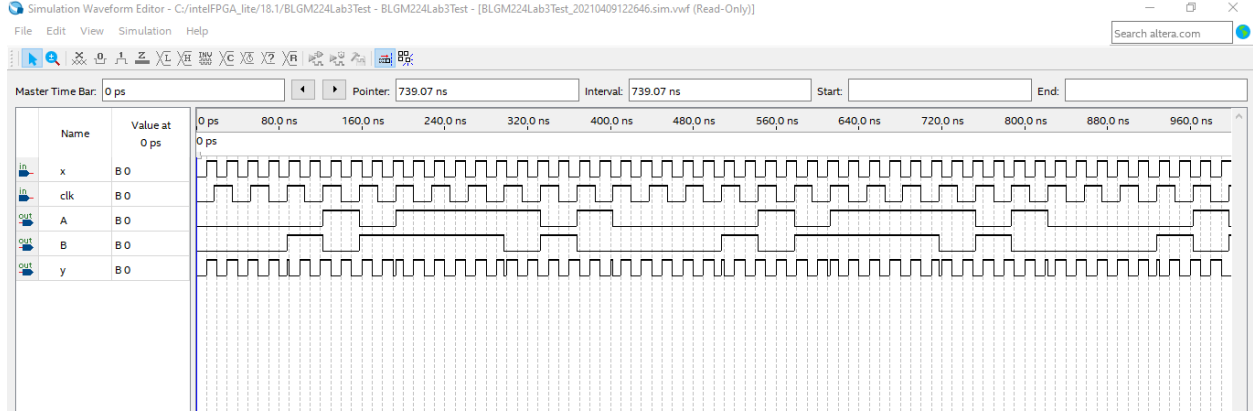 Simulation Waveform Editor - C:/intelFPGA_lite/18.1/BLGM224Lab3Test - BLGM224Lab3Test - [BLGM224Lab3Test_20210409122646.sim.vwf (Read-Only)]
File Edit View Simulation Help
Search altera.com
Master Time Bar: 0 ps Pointer: 739.07 ns Interval: 739.07 ns Start: End:
Name Value at 0 ps
0 ps 80.0 ns 160.0 ns 240.0 ns 320.0 ns 400.0 ns 480.0 ns 560.0 ns 640.0 ns 720.0 ns 800.0 ns 880.0 ns 960.0 ns
0 ps
in x B 0
in clk B 0
out A B 0
out B B 0
out y B 0